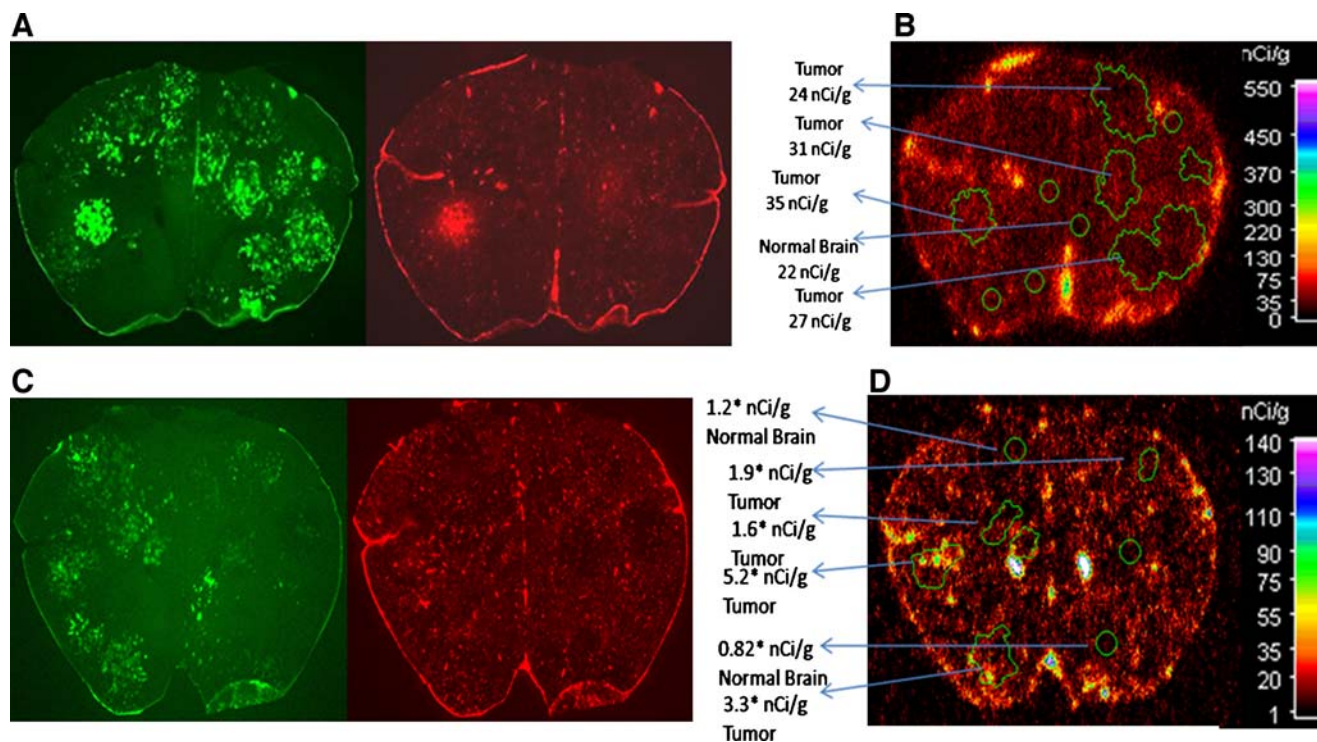 A
B
Tumor
24 nCi/g
Tumor
31 nCi/g
Tumor
35 nCi/g
Normal Brain
22 nCi/g
Tumor
27 nCi/g
nCi/g
550
450
370
300
220
130
75
35
0
C
D
1.2* nCi/g
Normal Brain
1.9* nCi/g
Tumor
1.6* nCi/g
Tumor
5.2* nCi/g
Tumor
0.82* nCi/g
Normal Brain
3.3* nCi/g
Tumor
nCi/g
140
130
110
90
75
55
35
20
1